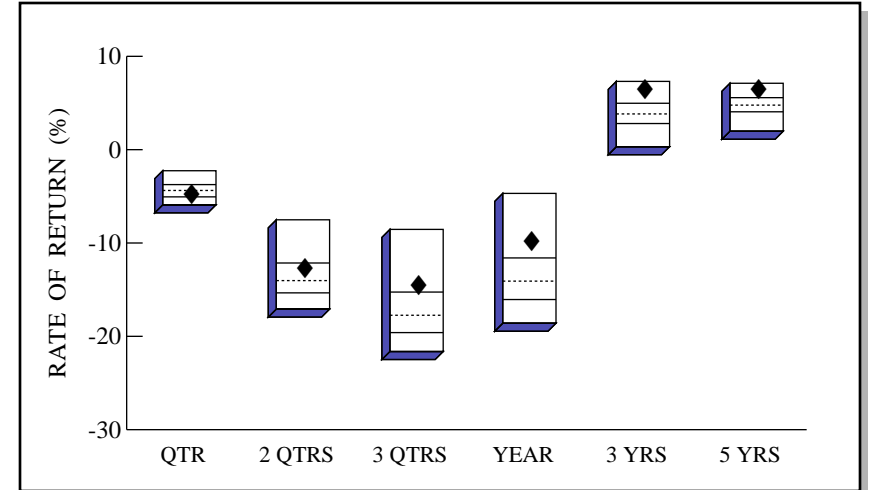 RATE OF RETURN (%)
10
0
-10
-20
-30
QTR 2 QTRS 3 QTRS YEAR 3 YRS 5 YRS